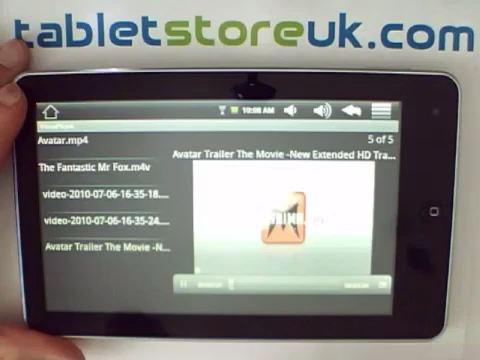 tabletstoreuk.com
10:08 AM
Avatar.mp4
5 of 5
Avatar Trailer The Movie -New Extended HD Tra...
The Fantastic Mr Fox.m4v
video-2010-07-06-16-35-18....
video-2010-07-06-16-35-24....
Avatar Trailer The Movie -N...